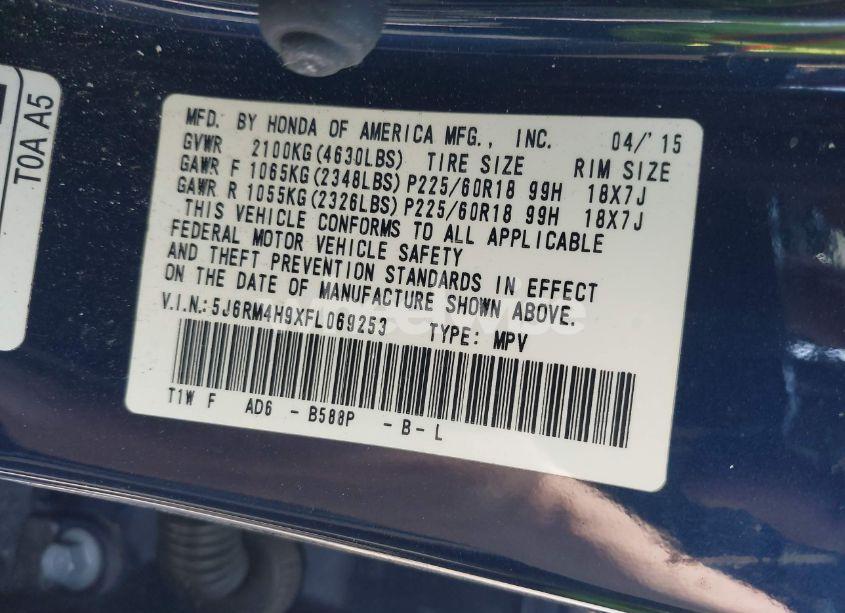 T0A A5
MFD. BY HONDA OF AMERICA MFG., INC. 04/'15
GVWR 2100KG(4630LBS) TIRE SIZE RIM SIZE
GAWR F 1065KG(2348LBS) P225/60R18 99H 18X7J
GAWR R 1055KG(2326LBS) P225/60R18 99H 18X7J
THIS VEHICLE CONFORMS TO ALL APPLICABLE
FEDERAL MOTOR VEHICLE SAFETY
AND THEFT PREVENTION STANDARDS IN EFFECT
ON THE DATE OF MANUFACTURE SHOWN ABOVE.
V.I.N.: 5J6RM4H9XFL069253 TYPE: MPV
T1W F AD6 - B588P - B - L